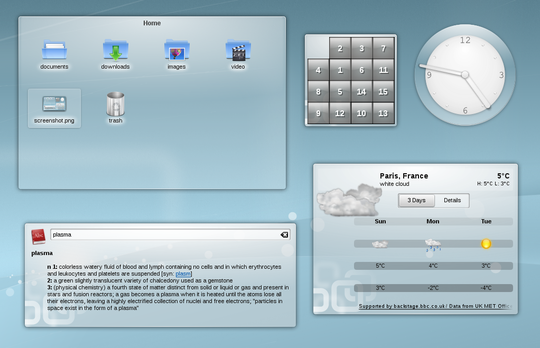 Home
documents
downloads
images
video
screenshot.png
trash
2 3 7
4 1 6 11
8 5 14 15
9 12 10 13
12
9 3
6
plasma
plasma
n 1: colorless watery fluid of blood and lymph containing no cells and in which erythrocytes
and leukocytes and platelets are suspended [syn: plasm]
2: a green slightly translucent variety of chalcedony used as a gemstone
3: (physical chemistry) a fourth state of matter distinct from solid or liquid or gas and present in
stars and fusion reactors; a gas becomes a plasma when it is heated until the atoms lose all
their electrons, leaving a highly electrified collection of nuclei and free electrons; "particles in
space exist in the form of a plasma"
Paris, France 5°C
white cloud H: 5°C L: 3°C
3 Days Details
Sun Mon Tue
5°C 4°C 3°C
3°C -2°C -4°C
Supported by backstage.bbc.co.uk / Data from UK MET Offic